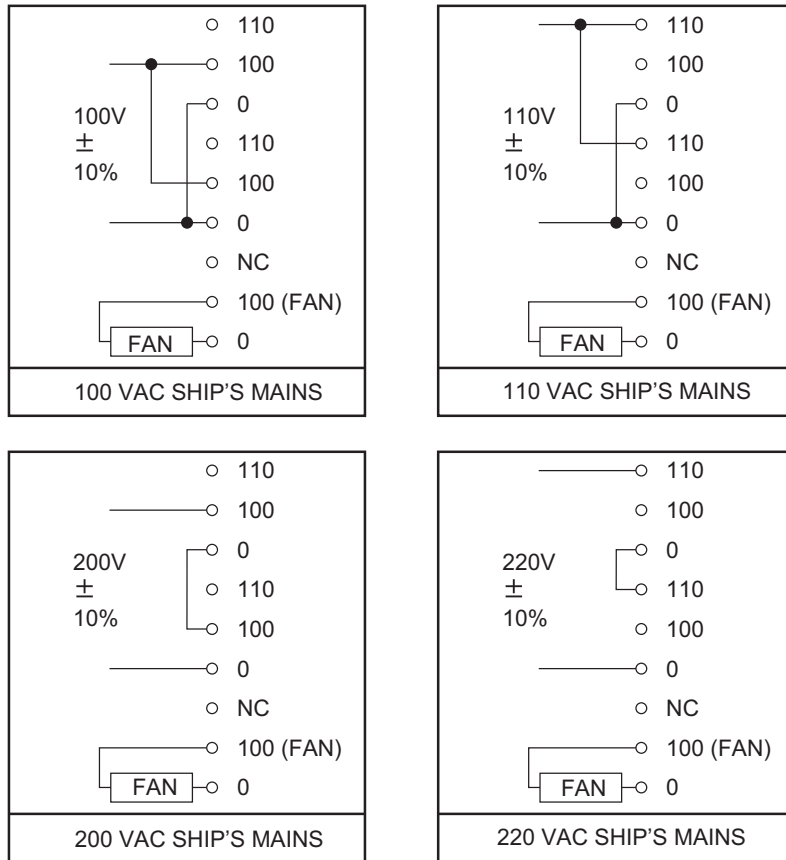 110
100
0
110
100
0
NC
100 (FAN)
0
100V
±
10%
FAN
100 VAC SHIP'S MAINS
110
100
0
110
100
0
NC
100 (FAN)
0
110V
±
10%
FAN
110 VAC SHIP'S MAINS
110
100
0
110
100
0
NC
100 (FAN)
0
200V
±
10%
FAN
200 VAC SHIP'S MAINS
110
100
0
110
100
0
NC
100 (FAN)
0
220V
±
10%
FAN
220 VAC SHIP'S MAINS